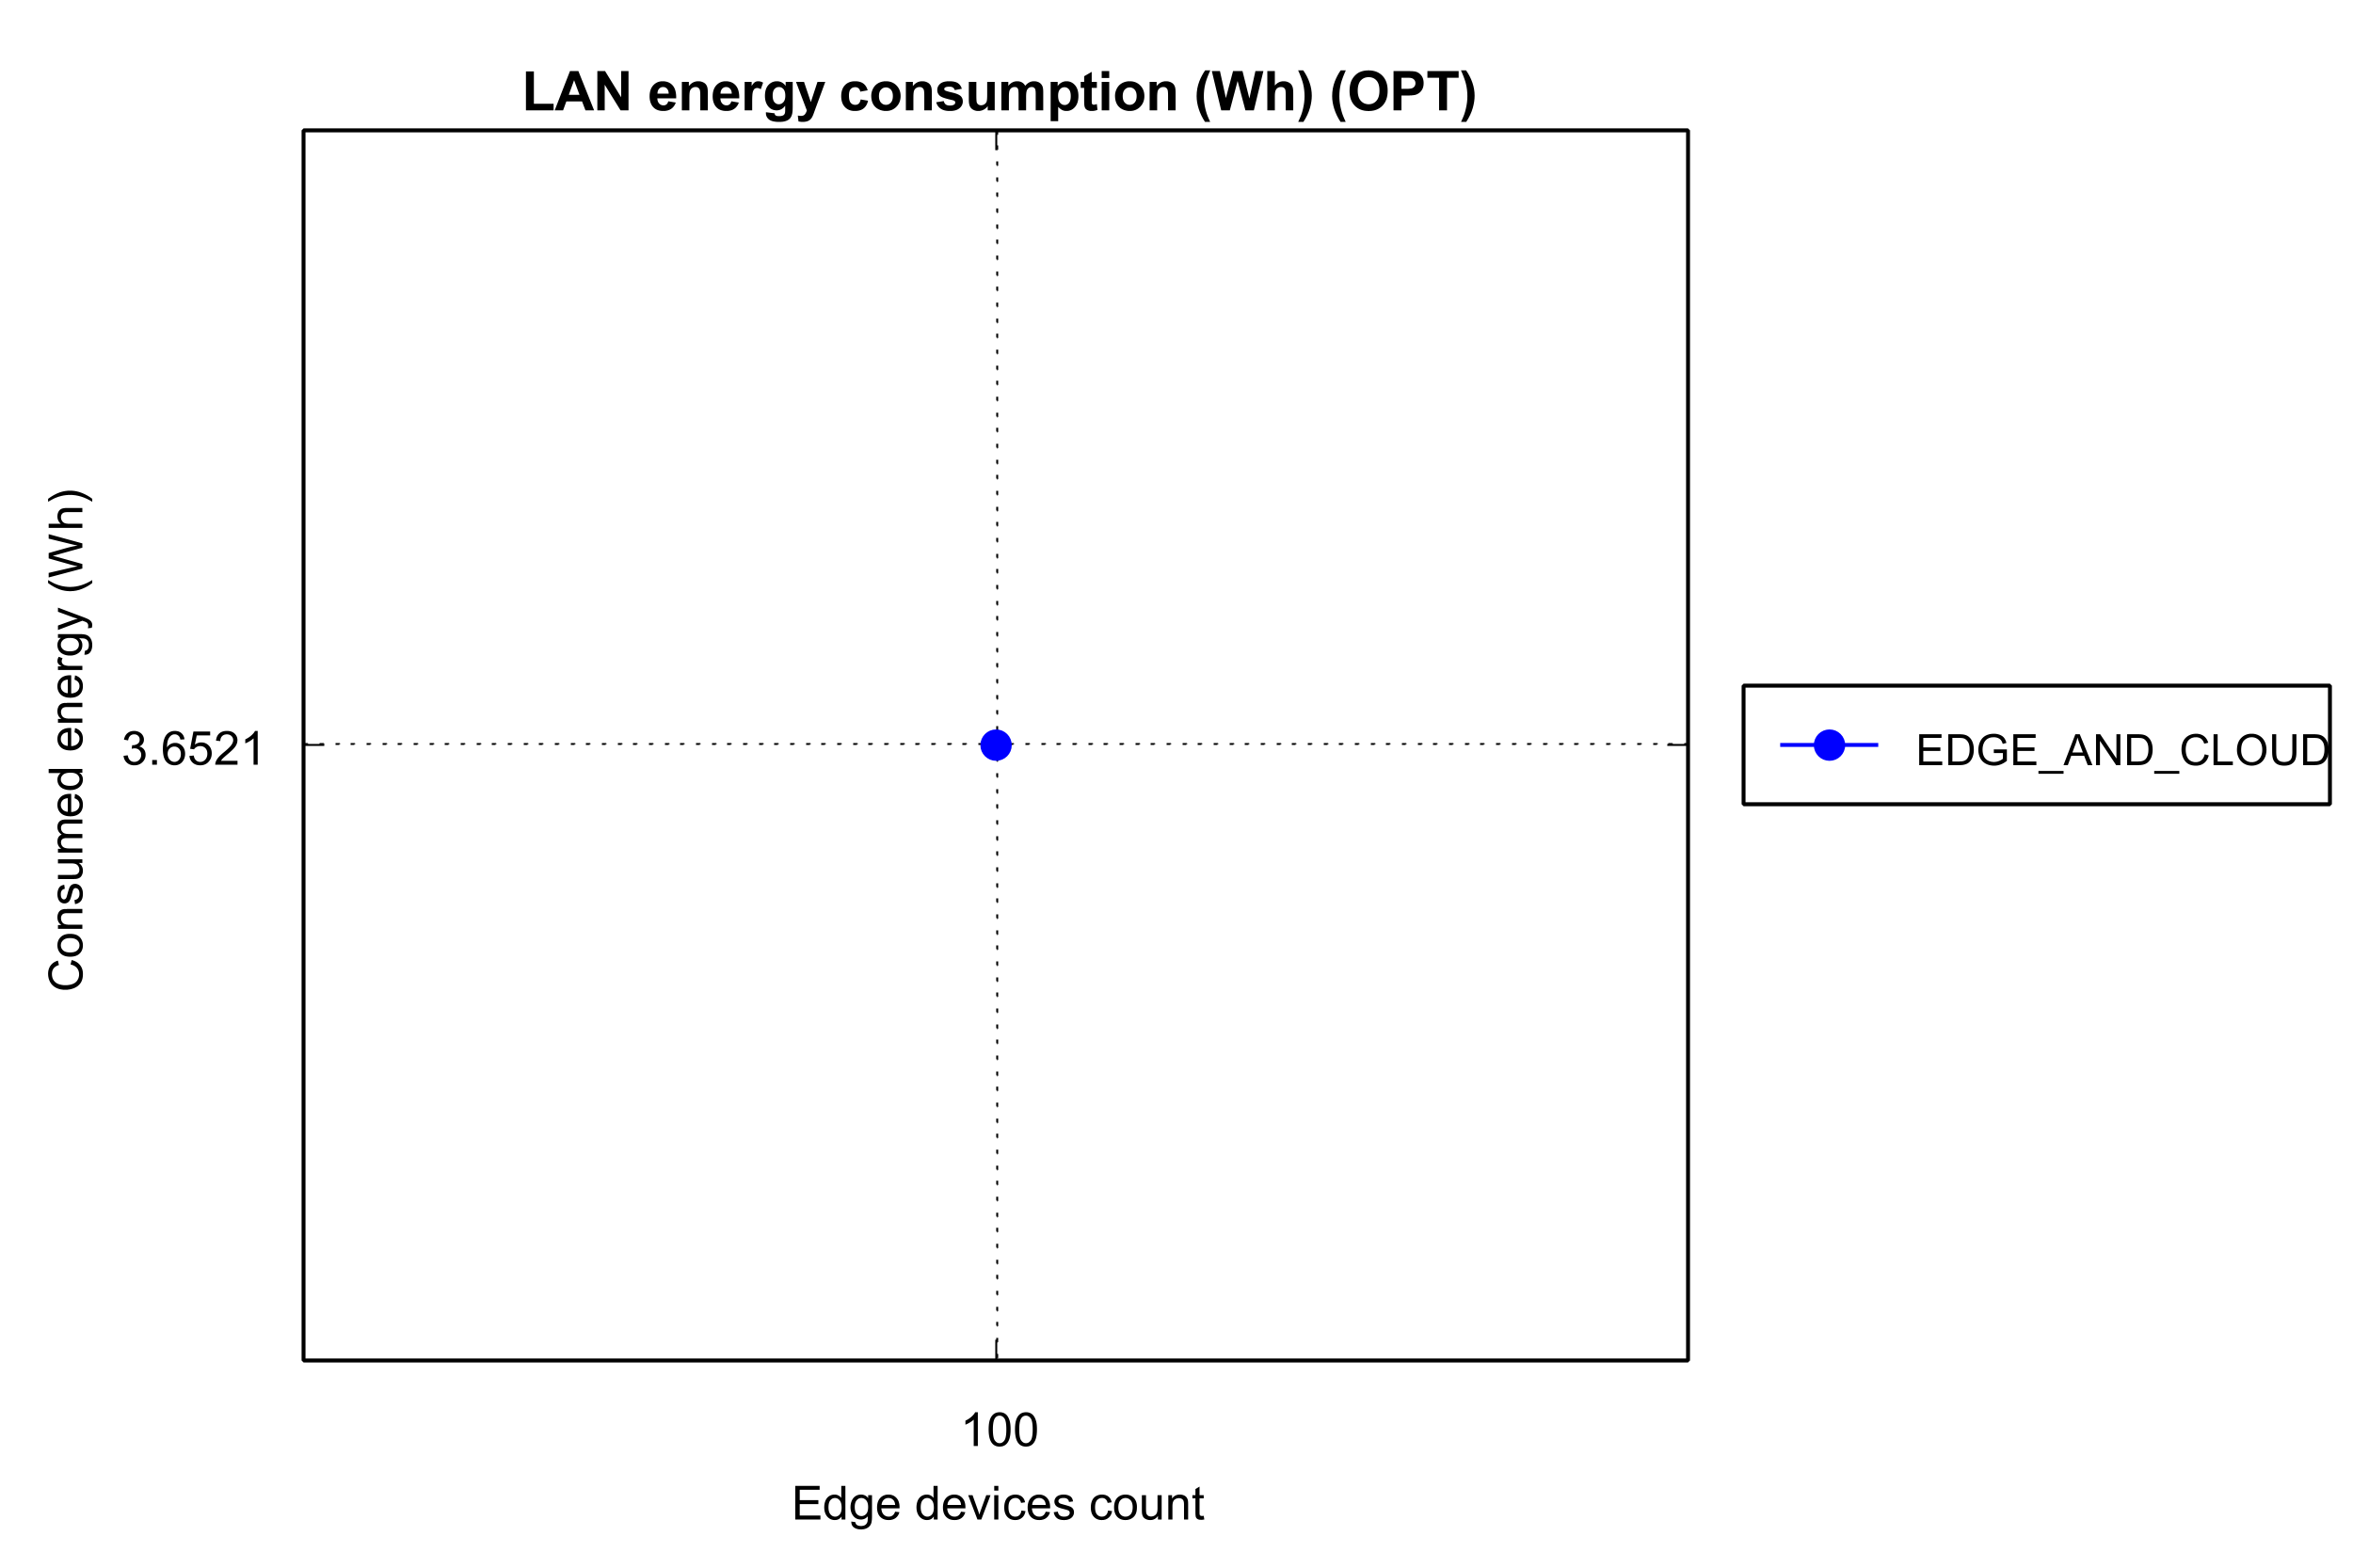 LAN energy consumption (Wh) (OPT)
Consumed energy (Wh)
3.6521
EDGE_AND_CLOUD
100
Edge devices count